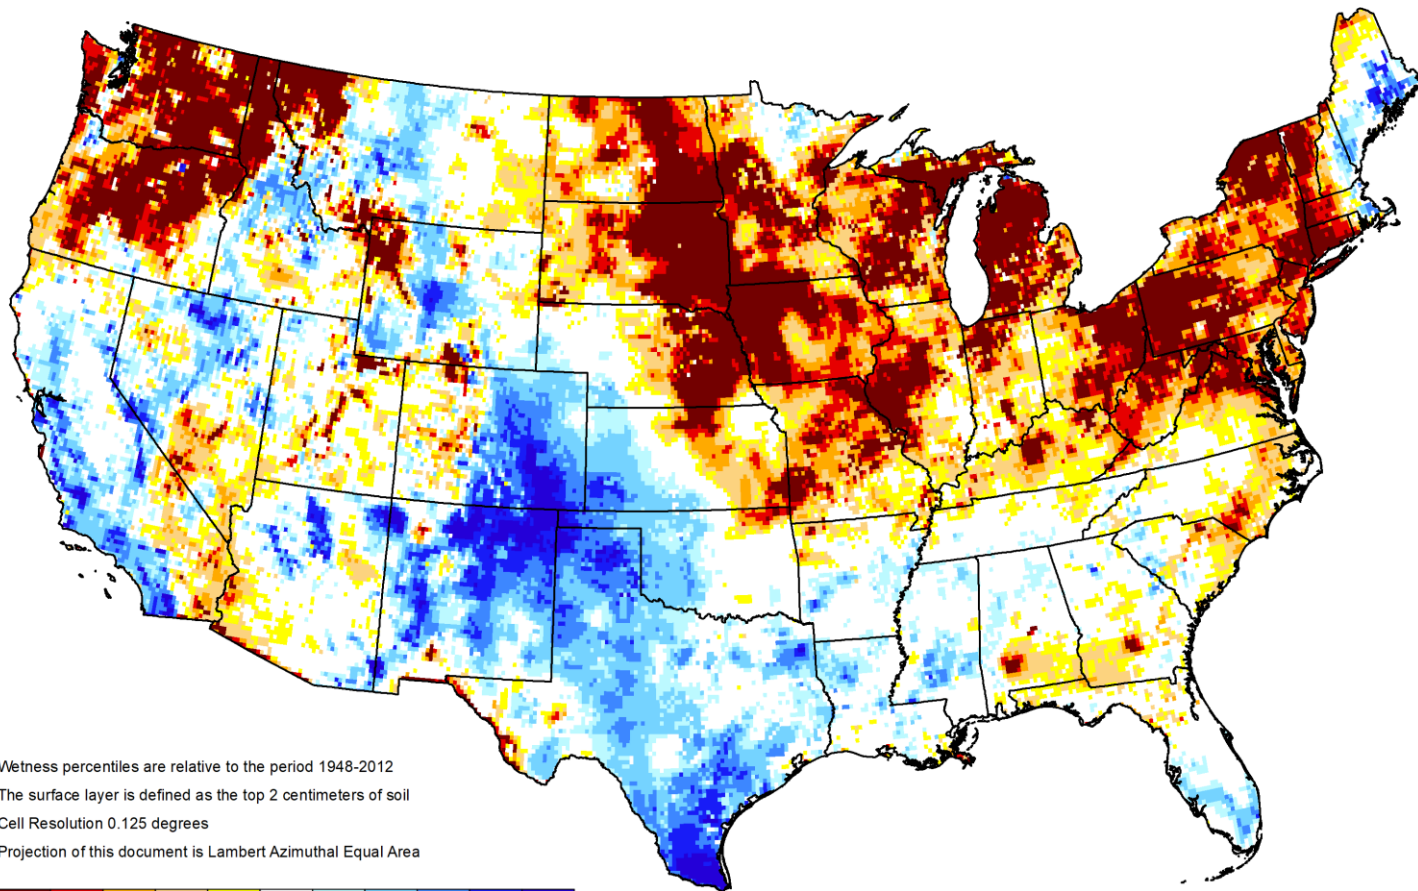 Wetness percentiles are relative to the period 1948-2012
The surface layer is defined as the top 2 centimeters of soil
Cell Resolution 0.125 degrees
Projection of this document is Lambert Azimuthal Equal Area